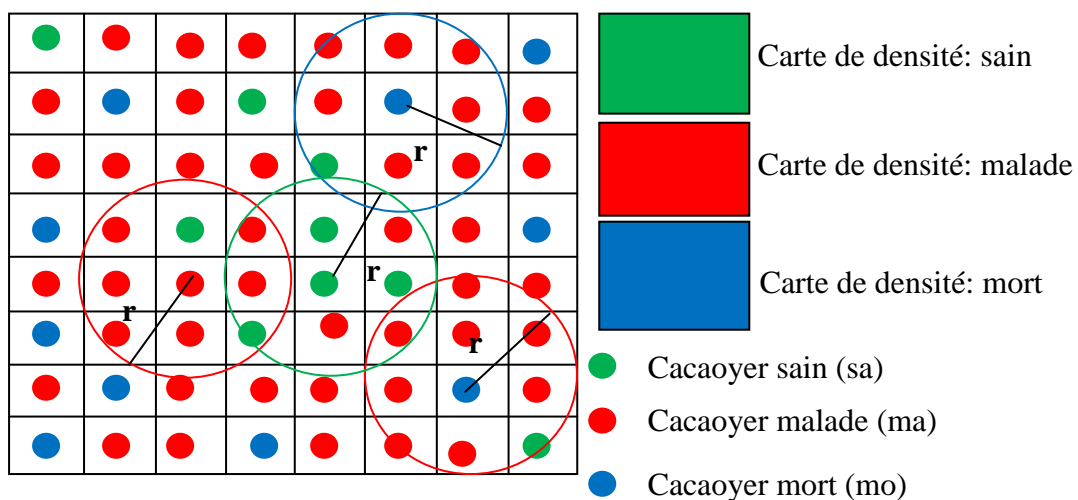 Carte de densité: sain
Carte de densité: malade
Carte de densité: mort
Cacaoyer sain (sa)
Cacaoyer malade (ma)
Cacaoyer mort (mo)
r
r
r
r